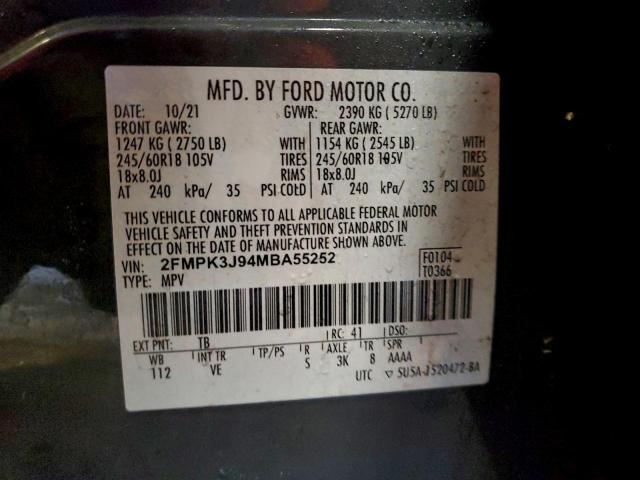 MFD. BY FORD MOTOR CO.
DATE: 10/21 GVWR: 2390 KG ( 5270 LB)
FRONT GAWR: REAR GAWR:
1247 KG ( 2750 LB) WITH 1154 KG ( 2545 LB) WITH
245/60R18 105V TIRES 245/60R18 105V TIRES
18x8.0J RIMS 18x8.0J RIMS
AT 240 kPa/ 35 PSI COLD AT 240 kPa/ 35 PSI COLD
THIS VEHICLE CONFORMS TO ALL APPLICABLE FEDERAL MOTOR
VEHICLE SAFETY AND THEFT PREVENTION STANDARDS IN
EFFECT ON THE DATE OF MANUFACTURE SHOWN ABOVE.
VIN: 2FMPK3J94MBA55252 F0104
TYPE: MPV T0366
EXT PNT: TB RC: 41 DSO:
WB INT TR TP/PS R AXLE TR SPR
112 VE S 3K 8 AAAA
UTC ▽ 5U5A-1520472-BA